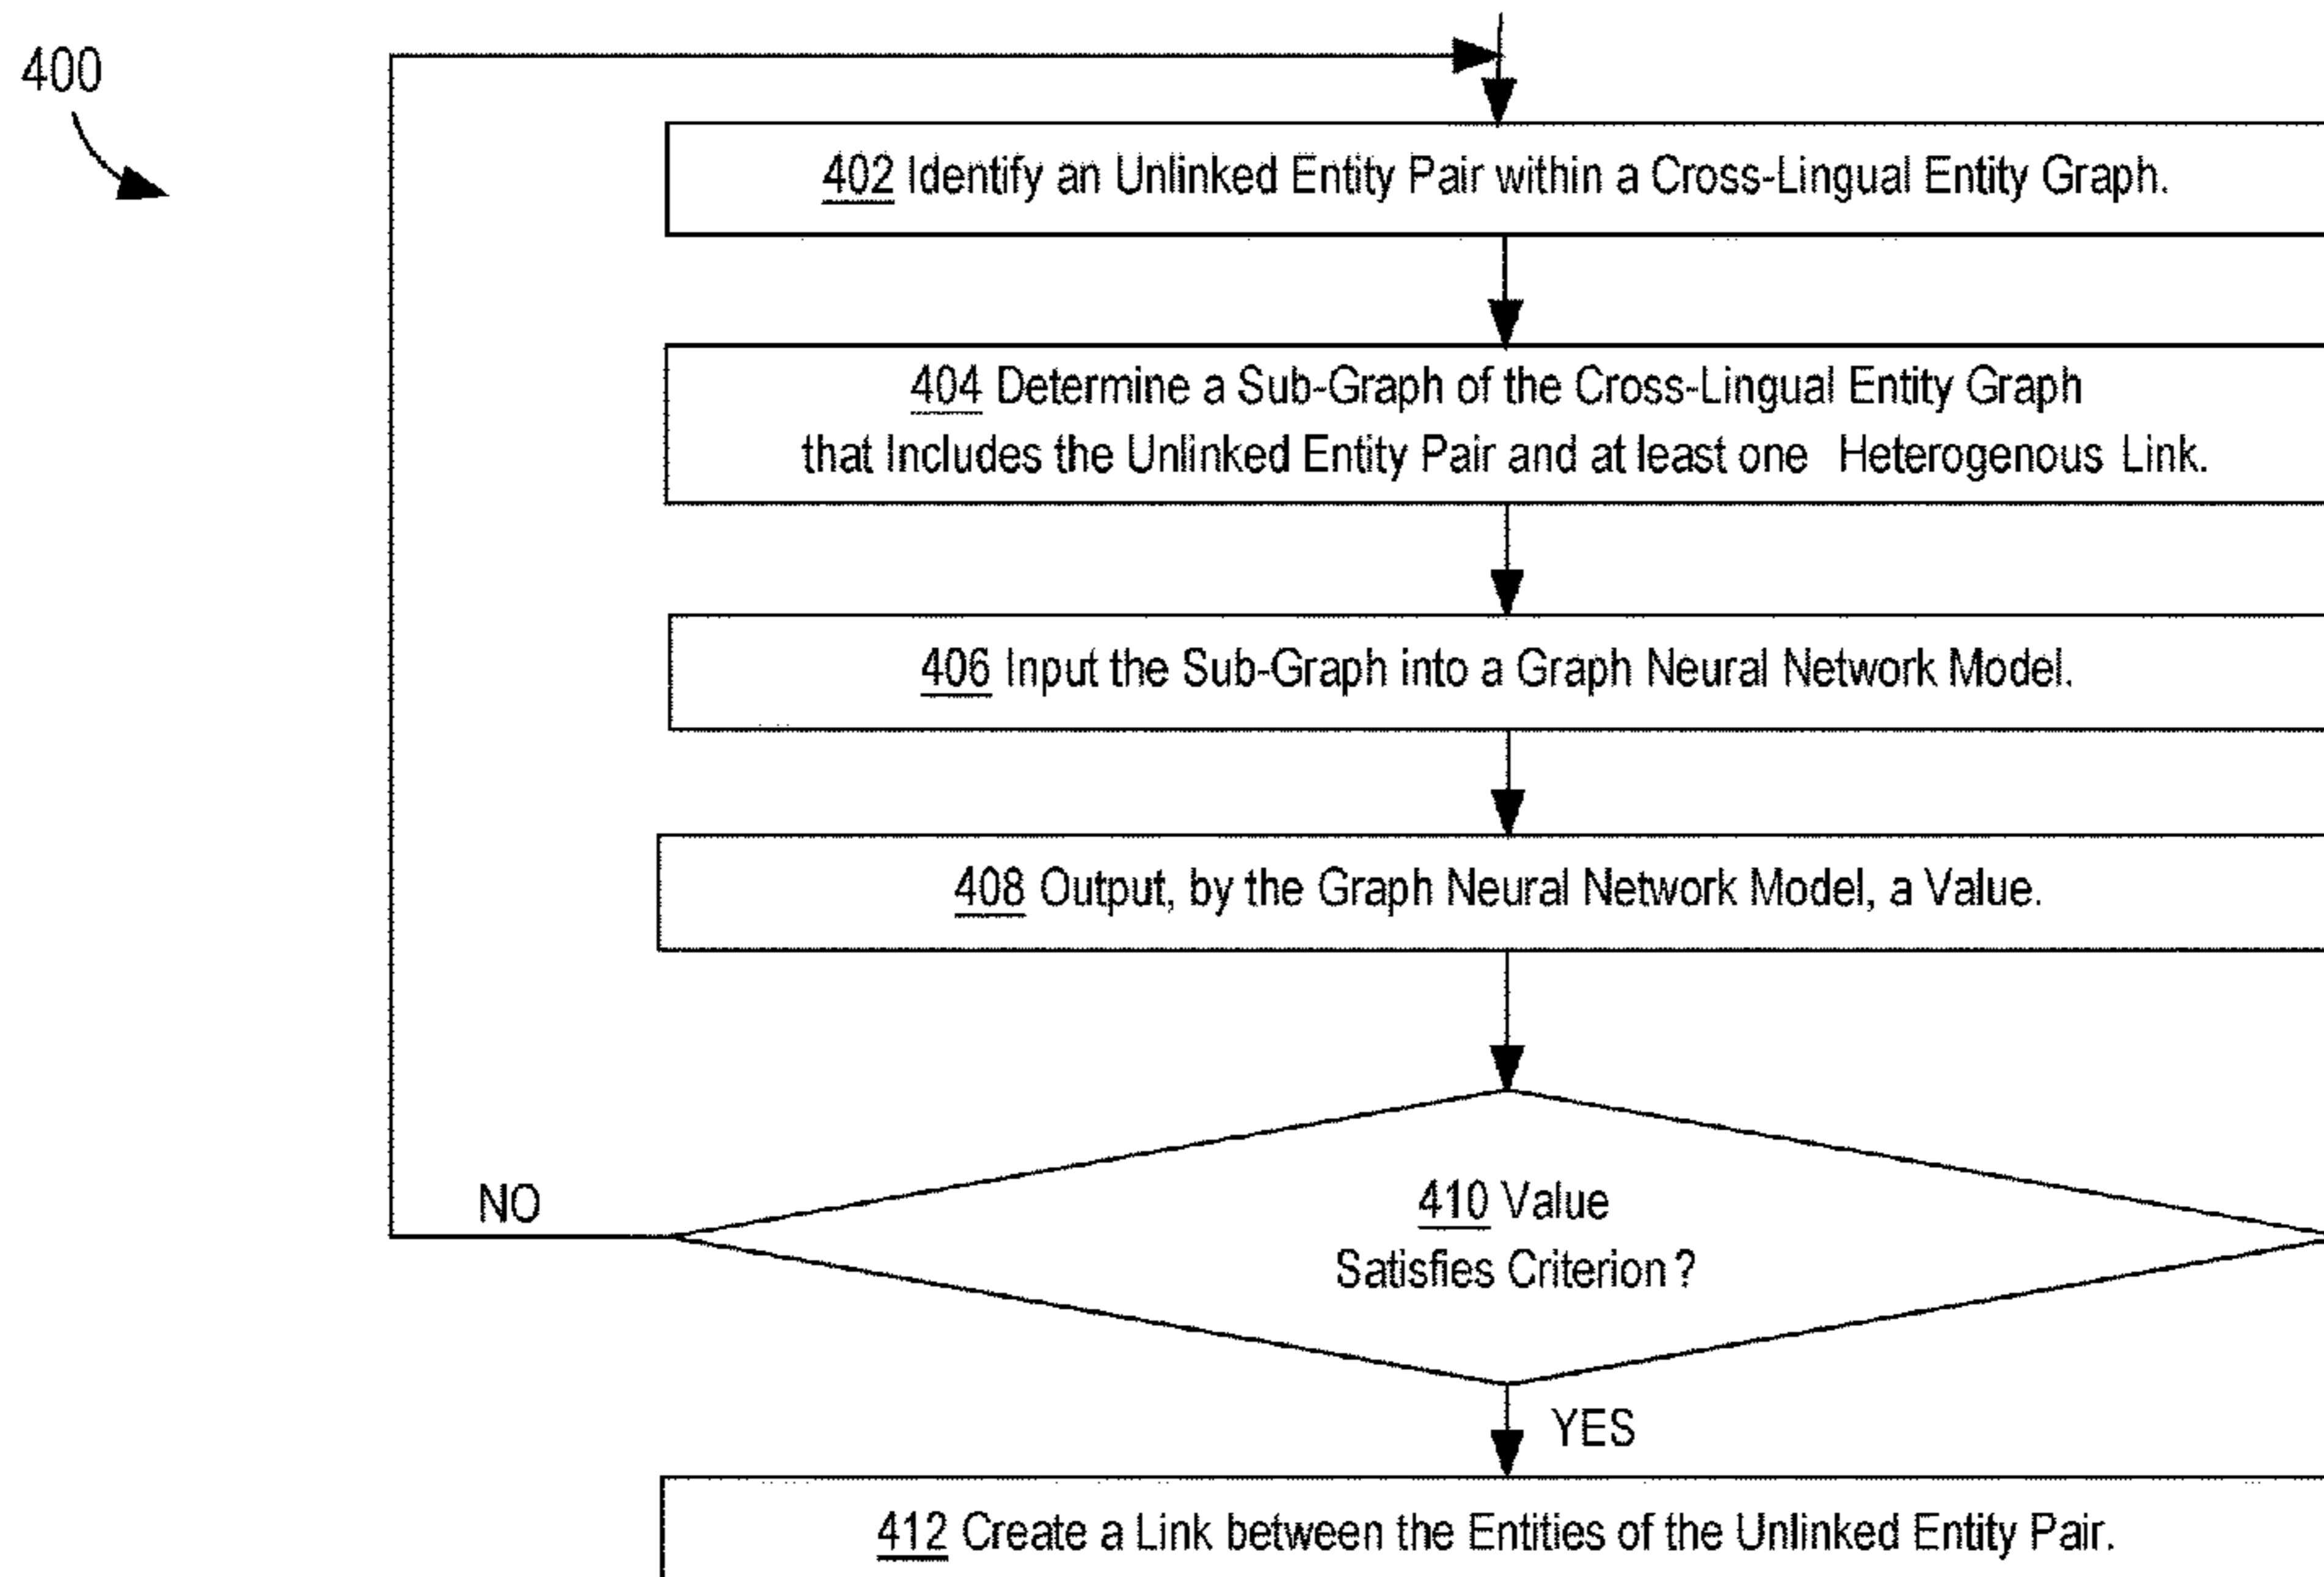 400
402 Identify an Unlinked Entity Pair within a Cross-Lingual Entity Graph.
404 Determine a Sub-Graph of the Cross-Lingual Entity Graph
that Includes the Unlinked Entity Pair and at least one Heterogenous Link.
406 Input the Sub-Graph into a Graph Neural Network Model.
408 Output, by the Graph Neural Network Model, a Value.
NO
410 Value
Satisfies Criterion?
YES
412 Create a Link between the Entities of the Unlinked Entity Pair.